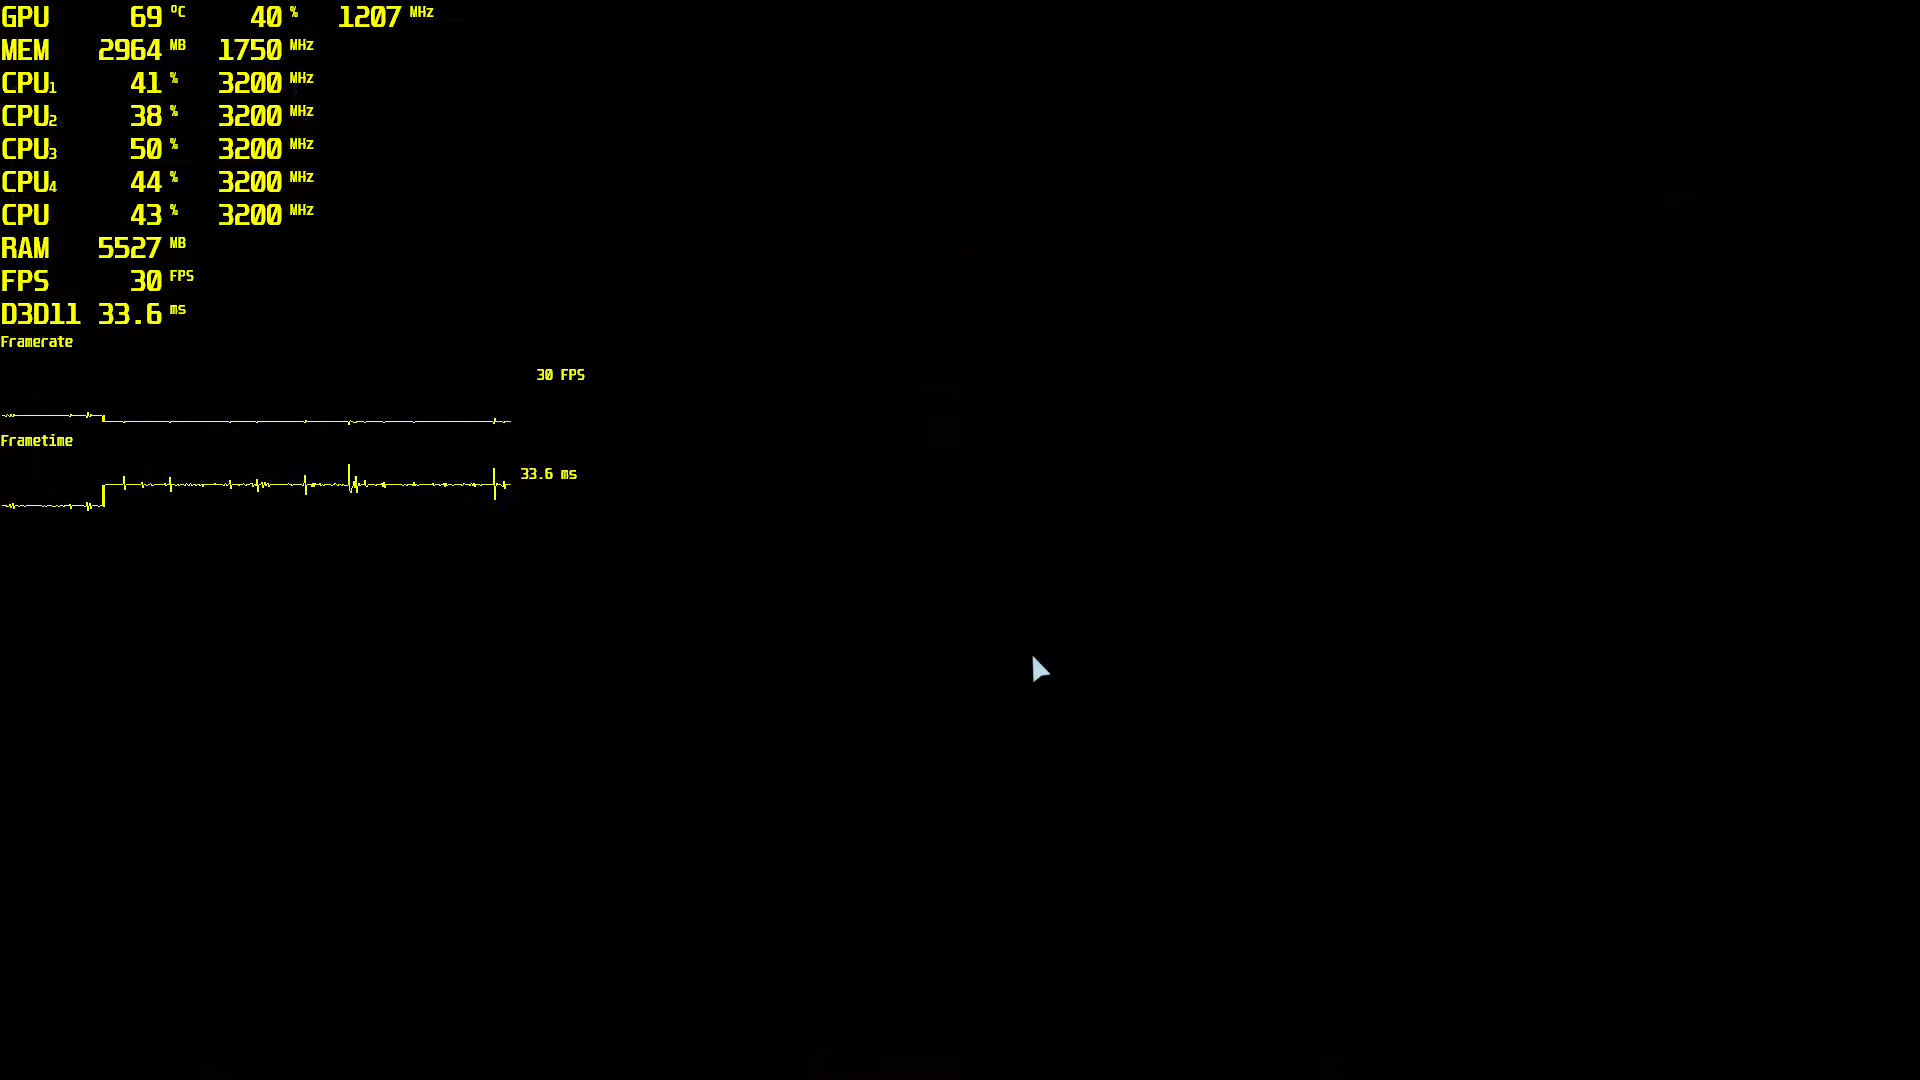 GPU 69 °C 40 % 1207 MHz
MEM 2964 MB 1750 MHz
CPU1 41 % 3200 MHz
CPU2 38 % 3200 MHz
CPU3 50 % 3200 MHz
CPU4 44 % 3200 MHz
CPU 43 % 3200 MHz
RAM 5527 MB
FPS 30 FPS
D3D11 33.6 ms
Framerate
30 FPS
Frametime
33.6 ms